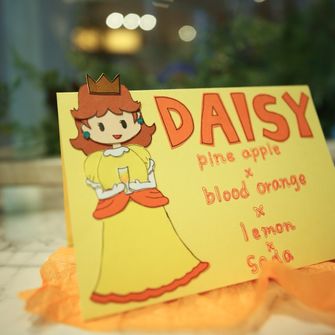 DAISY
pine apple
x
blood orange
x
lemon
x
soda